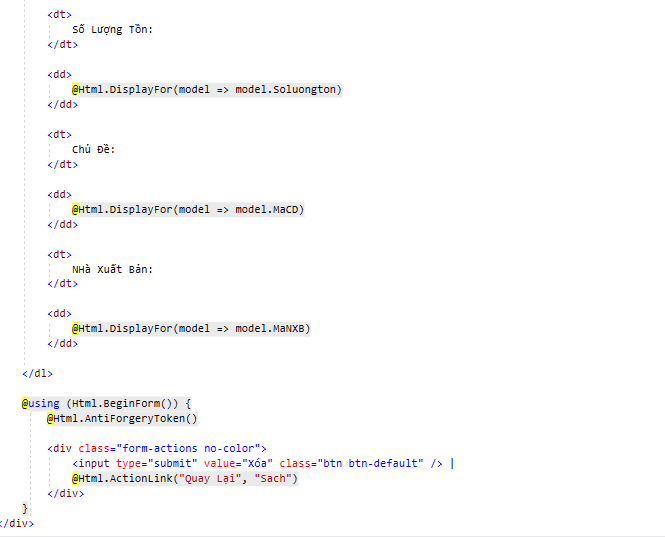 <dt>
Số Lượng Tồn:
</dt>
<dd>
@Html.DisplayFor(model => model.Soluongton)
</dd>
<dt>
Chủ Đề:
</dt>
<dd>
@Html.DisplayFor(model => model.MaCD)
</dd>
<dt>
NHà Xuất Bản:
</dt>
<dd>
@Html.DisplayFor(model => model.MaNXB)
</dd>
</dl>
@using (Html.BeginForm()) {
@Html.AntiForgeryToken()
<div class="form-actions no-color">
<input type="submit" value="Xóa" class="btn btn-default" /> |
@Html.ActionLink("Quay Lại", "Sach")
</div>
}
</div>